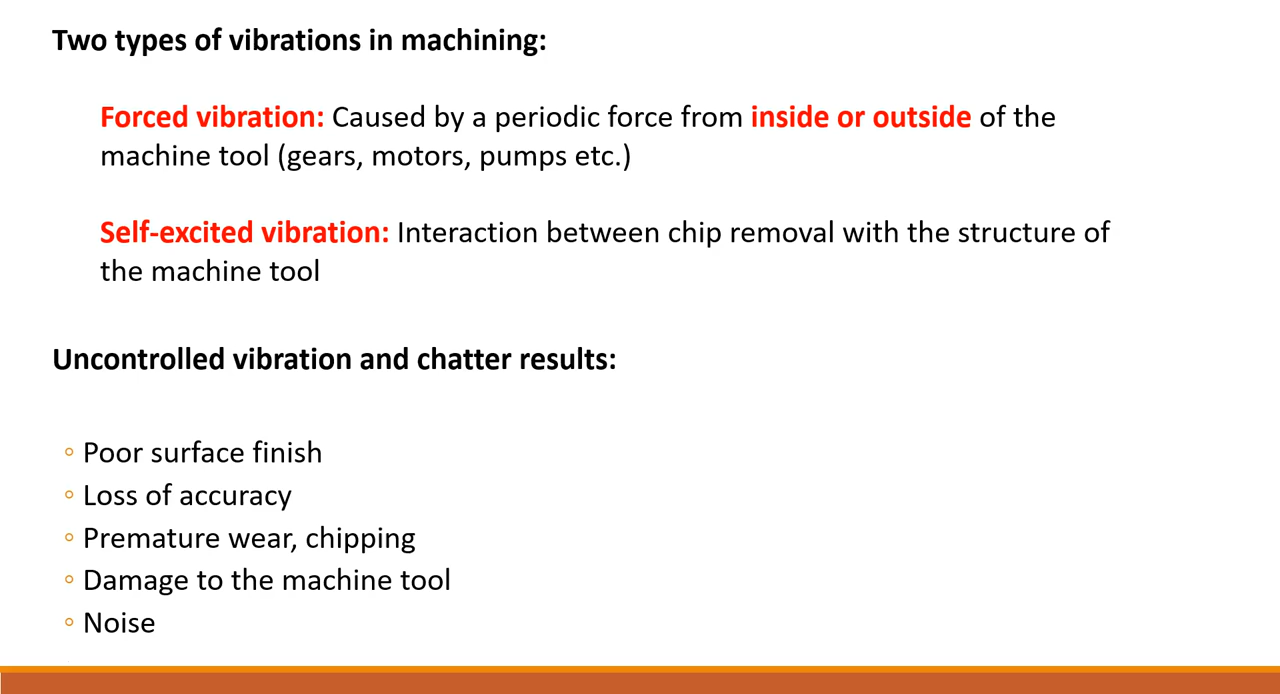 Two types of vibrations in machining:
Forced vibration: Caused by a periodic force from inside or outside of the
machine tool (gears, motors, pumps etc.)
Self-excited vibration: Interaction between chip removal with the structure of
the machine tool
Uncontrolled vibration and chatter results:
◦ Poor surface finish
◦ Loss of accuracy
◦ Premature wear, chipping
◦ Damage to the machine tool
◦ Noise